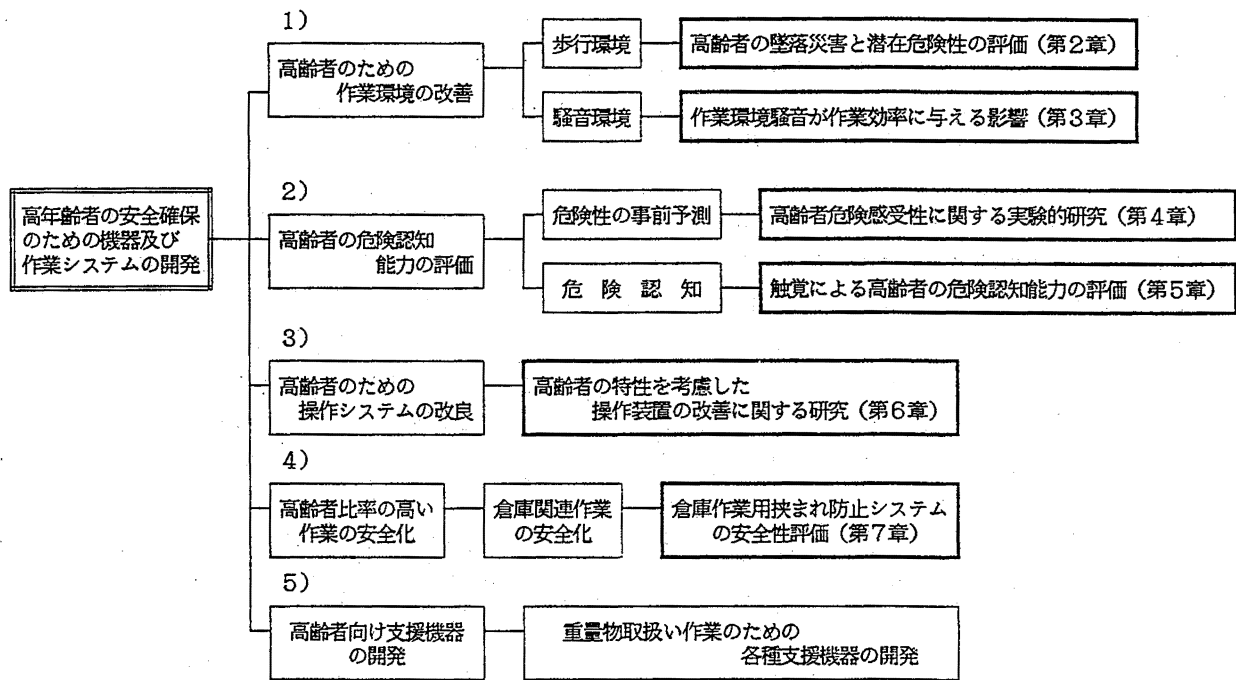 1)
高齢者のための
作業環境の改善
歩行環境
高齢者の墜落災害と潜在危険性の評価(第2章)
騒音環境
作業環境騒音が作業効率に与える影響(第3章)
高年齢者の安全確保
のための機器及び
作業システムの開発
2)
高齢者の危険認知
能力の評価
危険性の事前予測
高齢者危険感受性に関する実験的研究(第4章)
危険認知
触覚による高齢者の危険認知能力の評価(第5章)
3)
高齢者のための
操作システムの改良
高齢者の特性を考慮した
操作装置の改善に関する研究(第6章)
4)
高齢者比率の高い
作業の安全化
倉庫関連作業
の安全化
倉庫作業用挟まれ防止システム
の安全性評価(第7章)
5)
高齢者向け支援機器
の開発
重量物取扱い作業のための
各種支援機器の開発